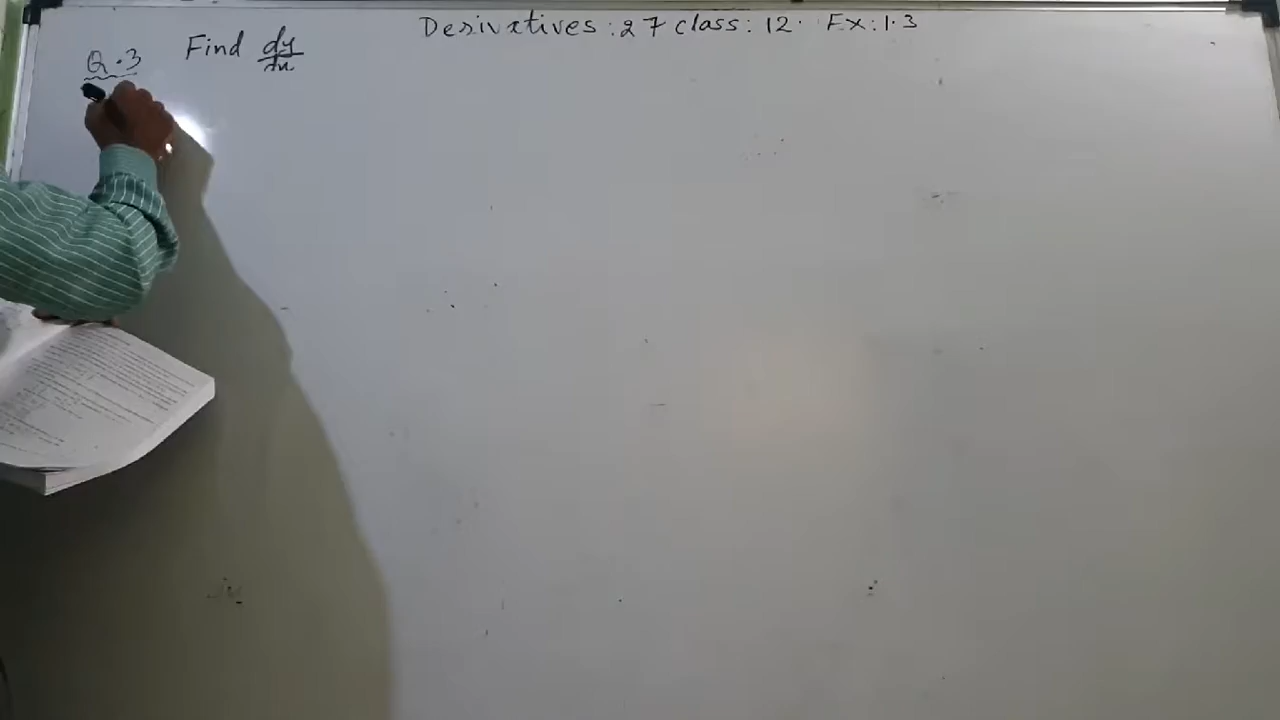 Derivatives : 27 class: 12. Ex: 1.3
Q.3 Find dy/dx